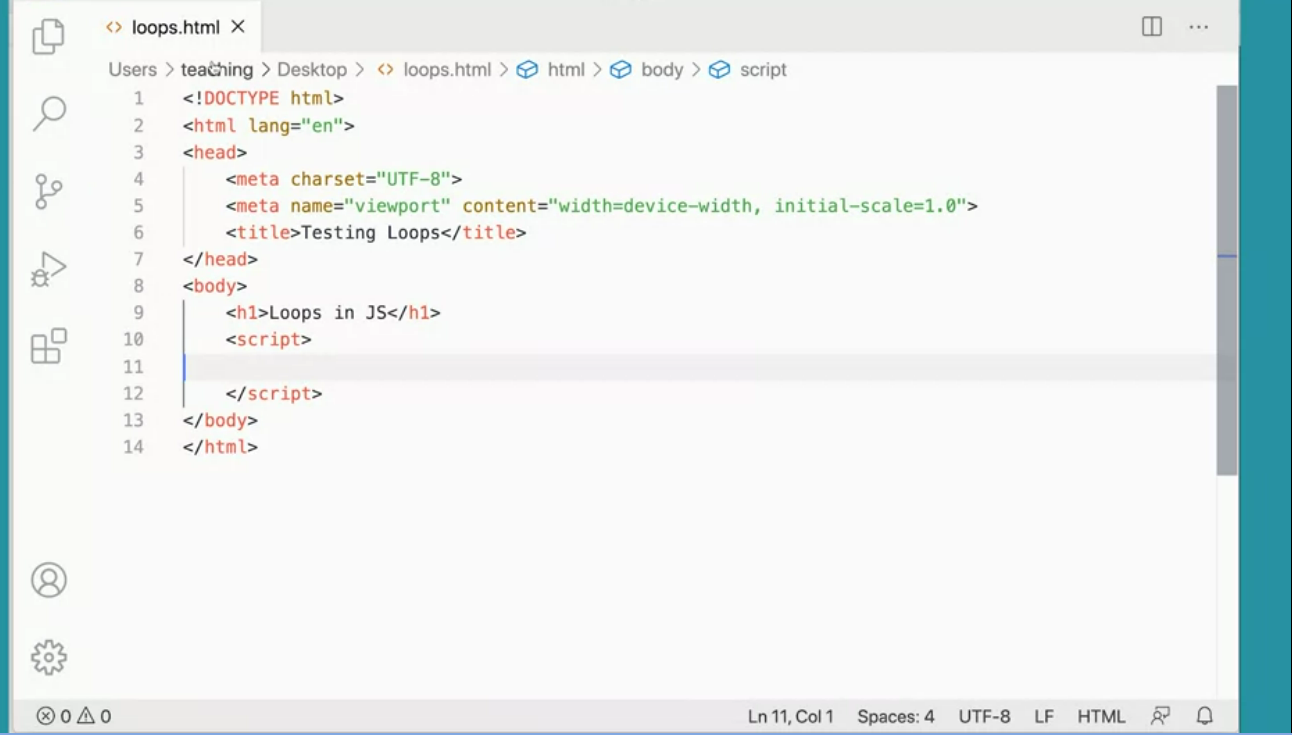 loops.html
Users > teaching > Desktop > loops.html > html > body > script
1 <!DOCTYPE html>
2 <html lang="en">
3 <head>
4     <meta charset="UTF-8">
5     <meta name="viewport" content="width=device-width, initial-scale=1.0">
6     <title>Testing Loops</title>
7 </head>
8 <body>
9     <h1>Loops in JS</h1>
10     <script>
11
12     </script>
13 </body>
14 </html>
0 0 Ln 11, Col 1 Spaces: 4 UTF-8 LF HTML